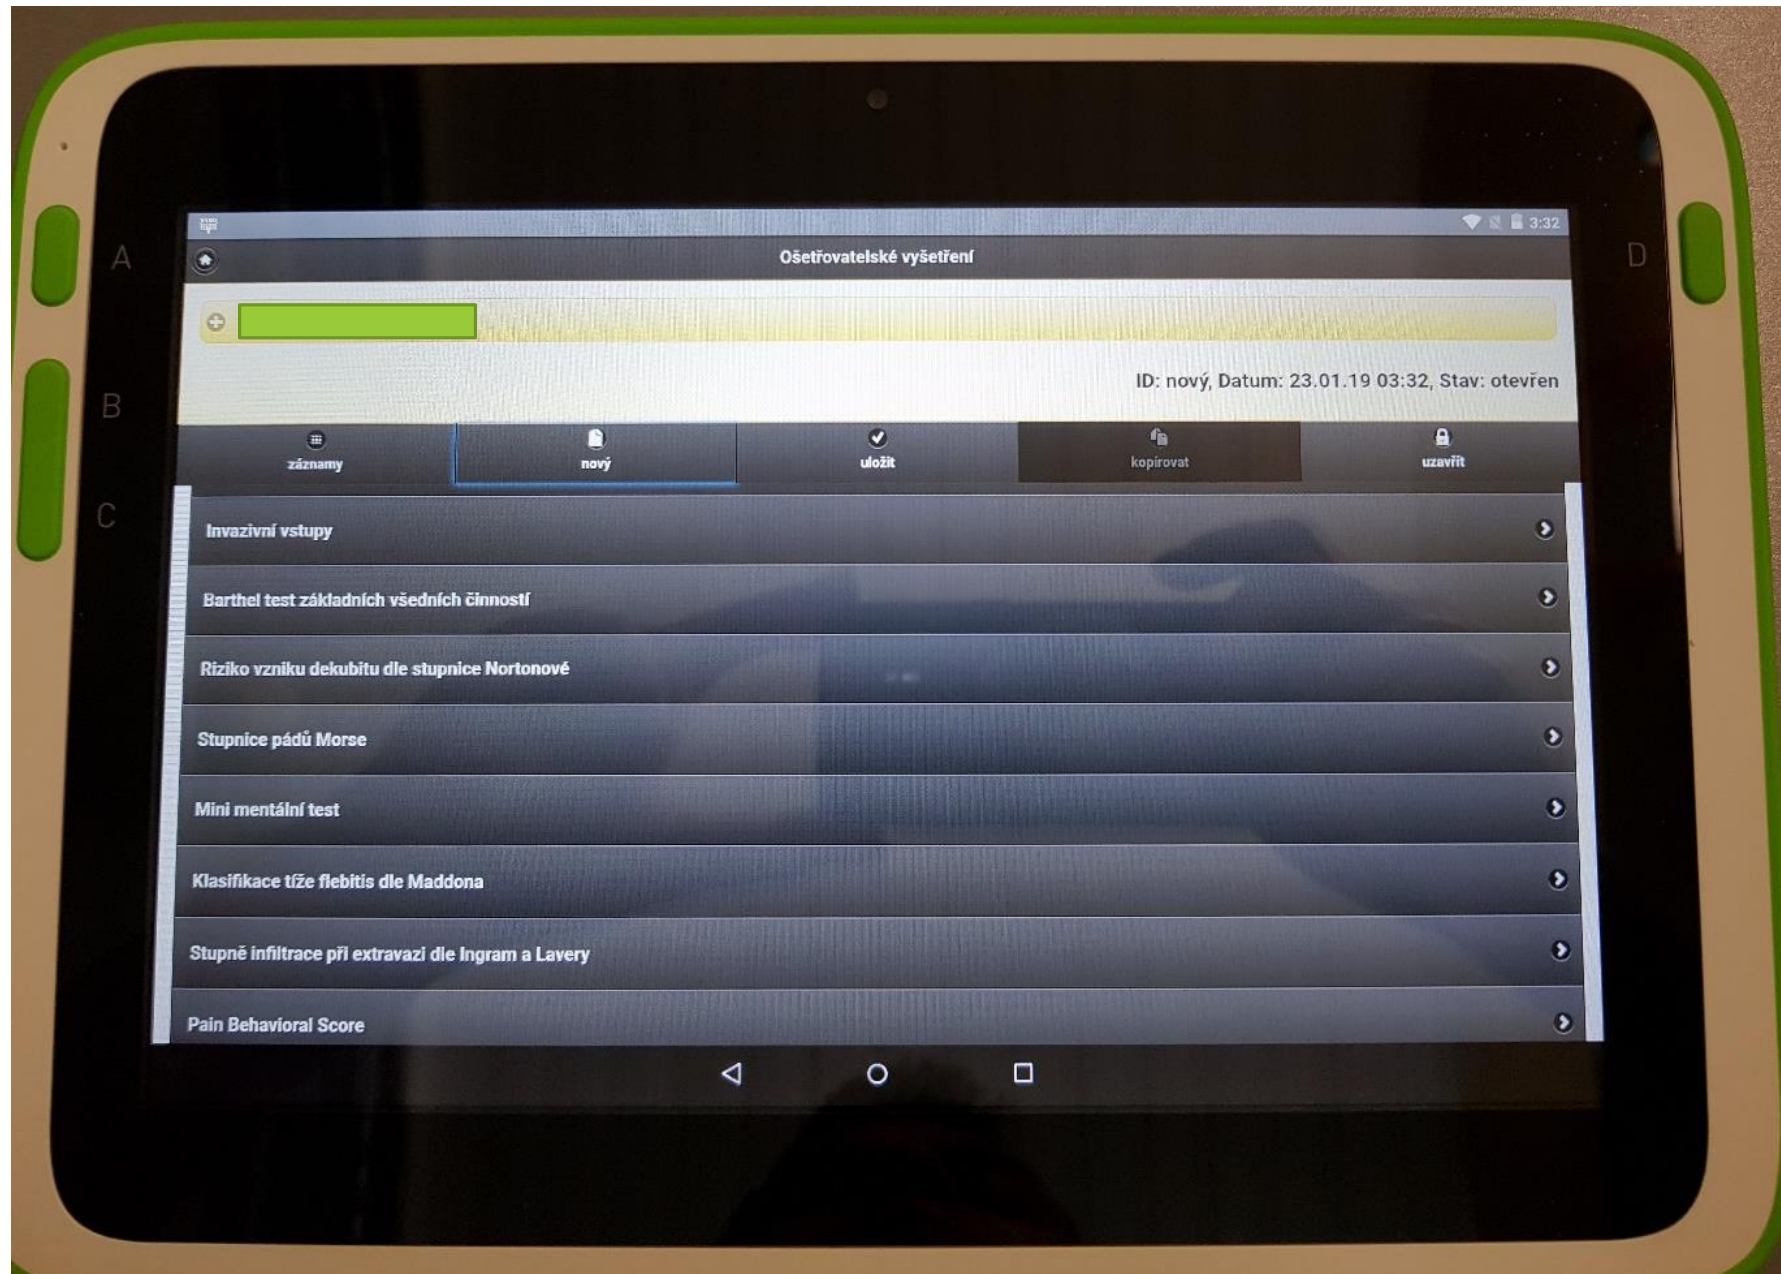 3:32
Ošetřovatelské vyšetření
ID: nový, Datum: 23.01.19 03:32, Stav: otevřen
záznamy nový uložit kopírovat uzavřít
Invazivní vstupy
Barthel test základních všedních činností
Riziko vzniku dekubitu dle stupnice Nortonové
Stupnice pádů Morse
Mini mentální test
Klasifikace tíže flebitis dle Maddona
Stupně infiltrace při extravazi dle Ingram a Lavery
Pain Behavioral Score
A
B
C
D